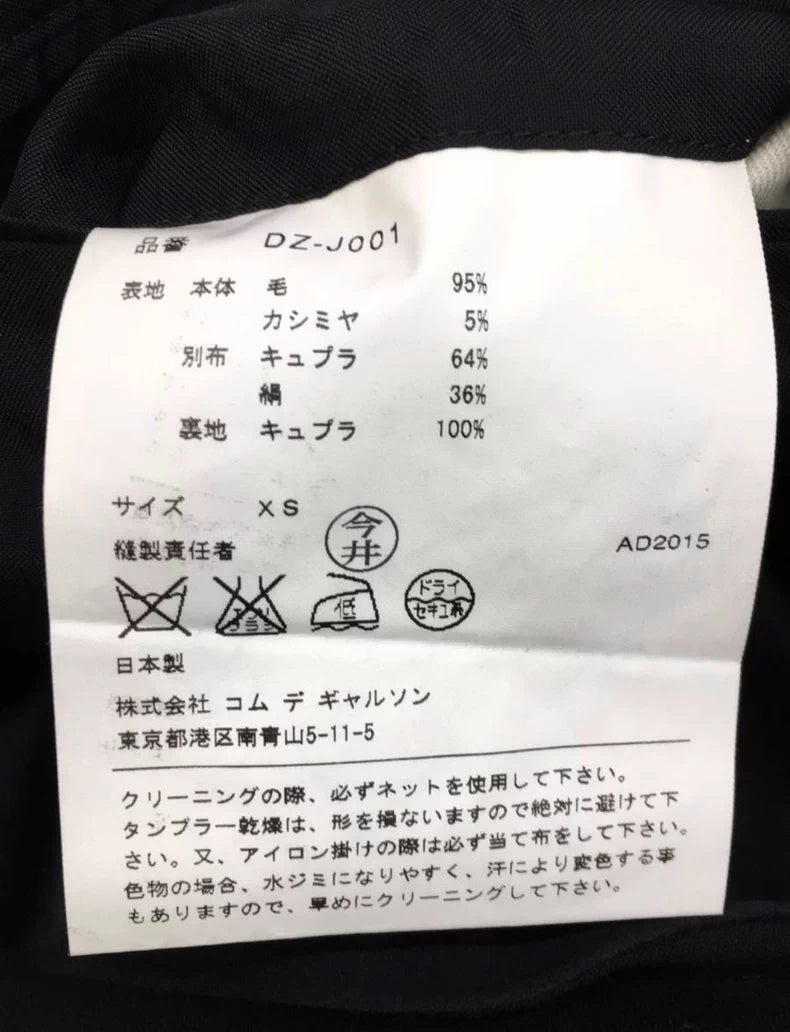 品番 DZ-J001
表地 本体 毛 95%
カシミヤ 5%
別布 キュプラ 64%
絹 36%
裏地 キュプラ 100%
サイズ XS
縫製責任者 今井 AD2015
エンソサラシ 低 ドライ セキユ系
日本製
株式会社 コム デ ギャルソン
東京都港区南青山5-11-5
クリーニングの際、必ずネットを使用して下さい。
タンブラー乾燥は、形を損ないますので絶対に避けて下
さい。又、アイロン掛けの際は必ず当て布をして下さい。
色物の場合、水ジミになりやすく、汗により変色する事
もありますので、早めにクリーニングして下さい。